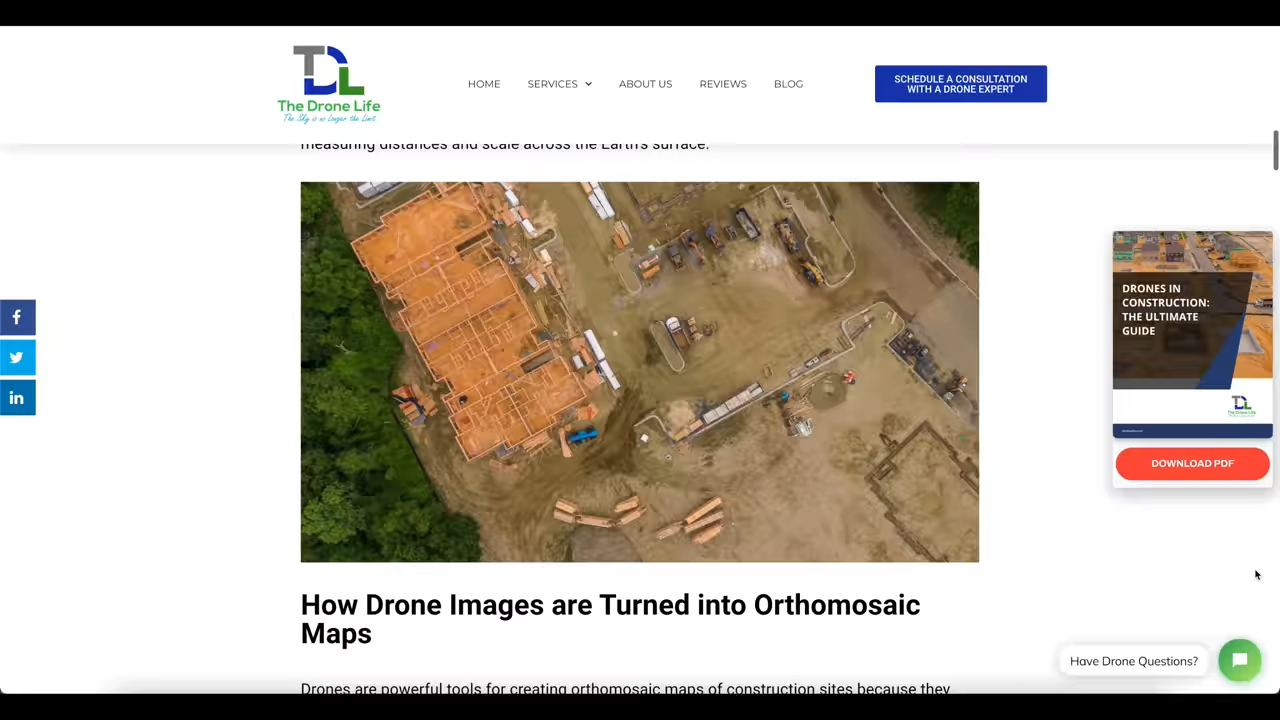 TDL
The Drone Life
The Sky is no Longer the Limit
HOME
SERVICES
ABOUT US
REVIEWS
BLOG
SCHEDULE A CONSULTATION
WITH A DRONE EXPERT
measuring distances and scale across the Earth's surface.
DRONES IN
CONSTRUCTION:
THE ULTIMATE
GUIDE
TDL
DOWNLOAD PDF
How Drone Images are Turned into Orthomosaic
Maps
Have Drone Questions?
Drones are powerful tools for creating orthomosaic maps of construction sites because they